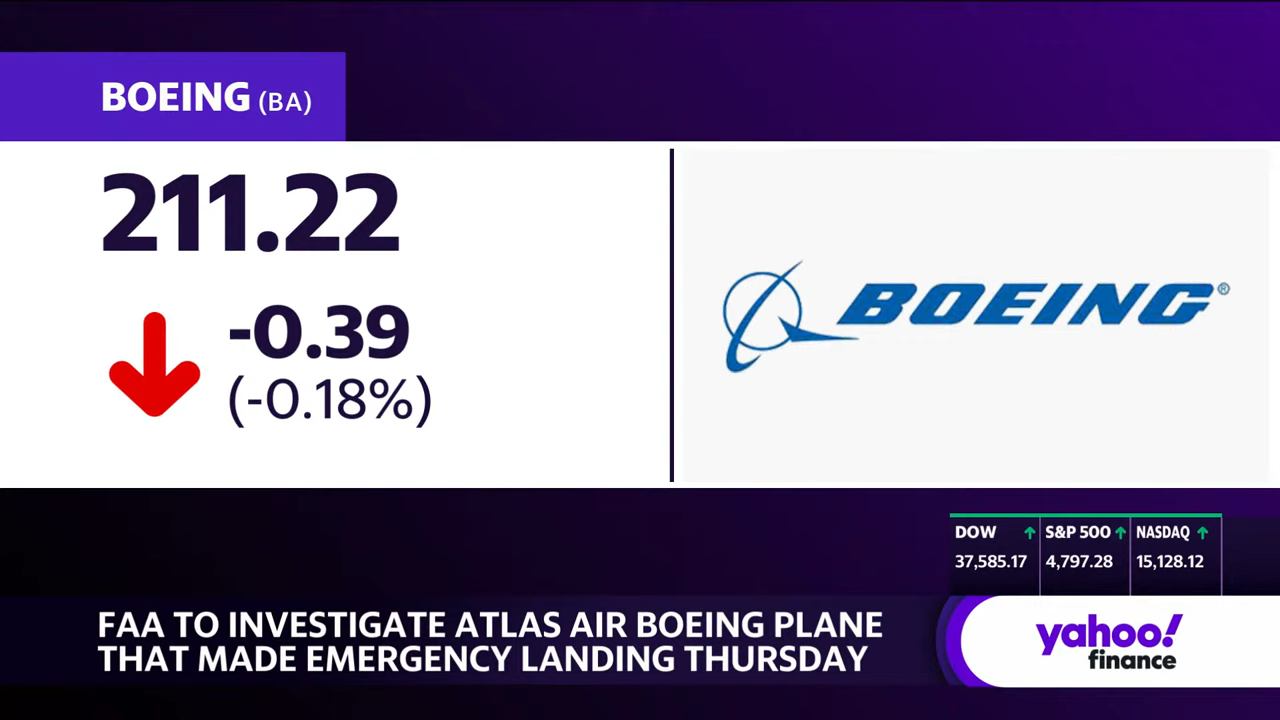 BOEING (BA)
211.22
-0.39
(-0.18%)
BOEING®
DOW
37,585.17
S&P 500
4,797.28
NASDAQ
15,128.12
FAA TO INVESTIGATE ATLAS AIR BOEING PLANE
THAT MADE EMERGENCY LANDING THURSDAY
yahoo!
finance